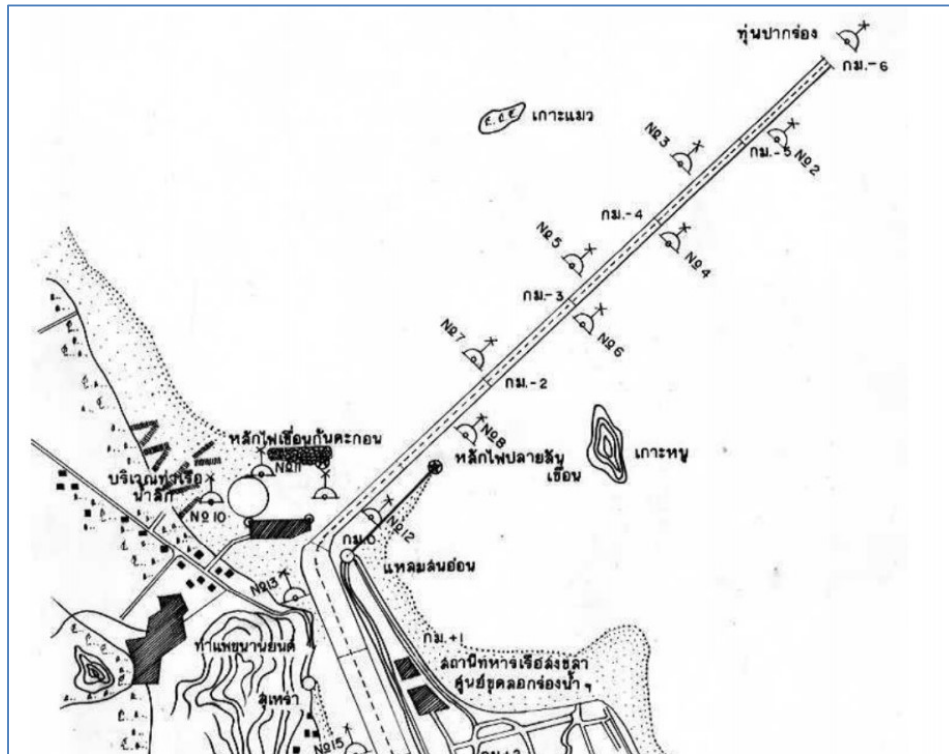 ทุ่นปากร่อง
กม.-6
เกาะแมว
No 3
กม.-5
No 2
กม.-4
No 5
No 4
กม.-3
No 7
No 6
กม.-2
หลักไฟเขื่อนกันตะกอน
No 8
หลักไฟปลายสัน
เขื่อน
เกาะหนู
No 11
บริเวณท่าเรือ
น้ำลึก
No 10
No 12
กม.0
แหลมสนอ่อน
No 13
กม.+1
ท่าแพขนานยนต์
สถานีทหารเรือสงขลา
ศูนย์ขุดลอกร่องน้ำ ฯ
สุเหร่า
No 15